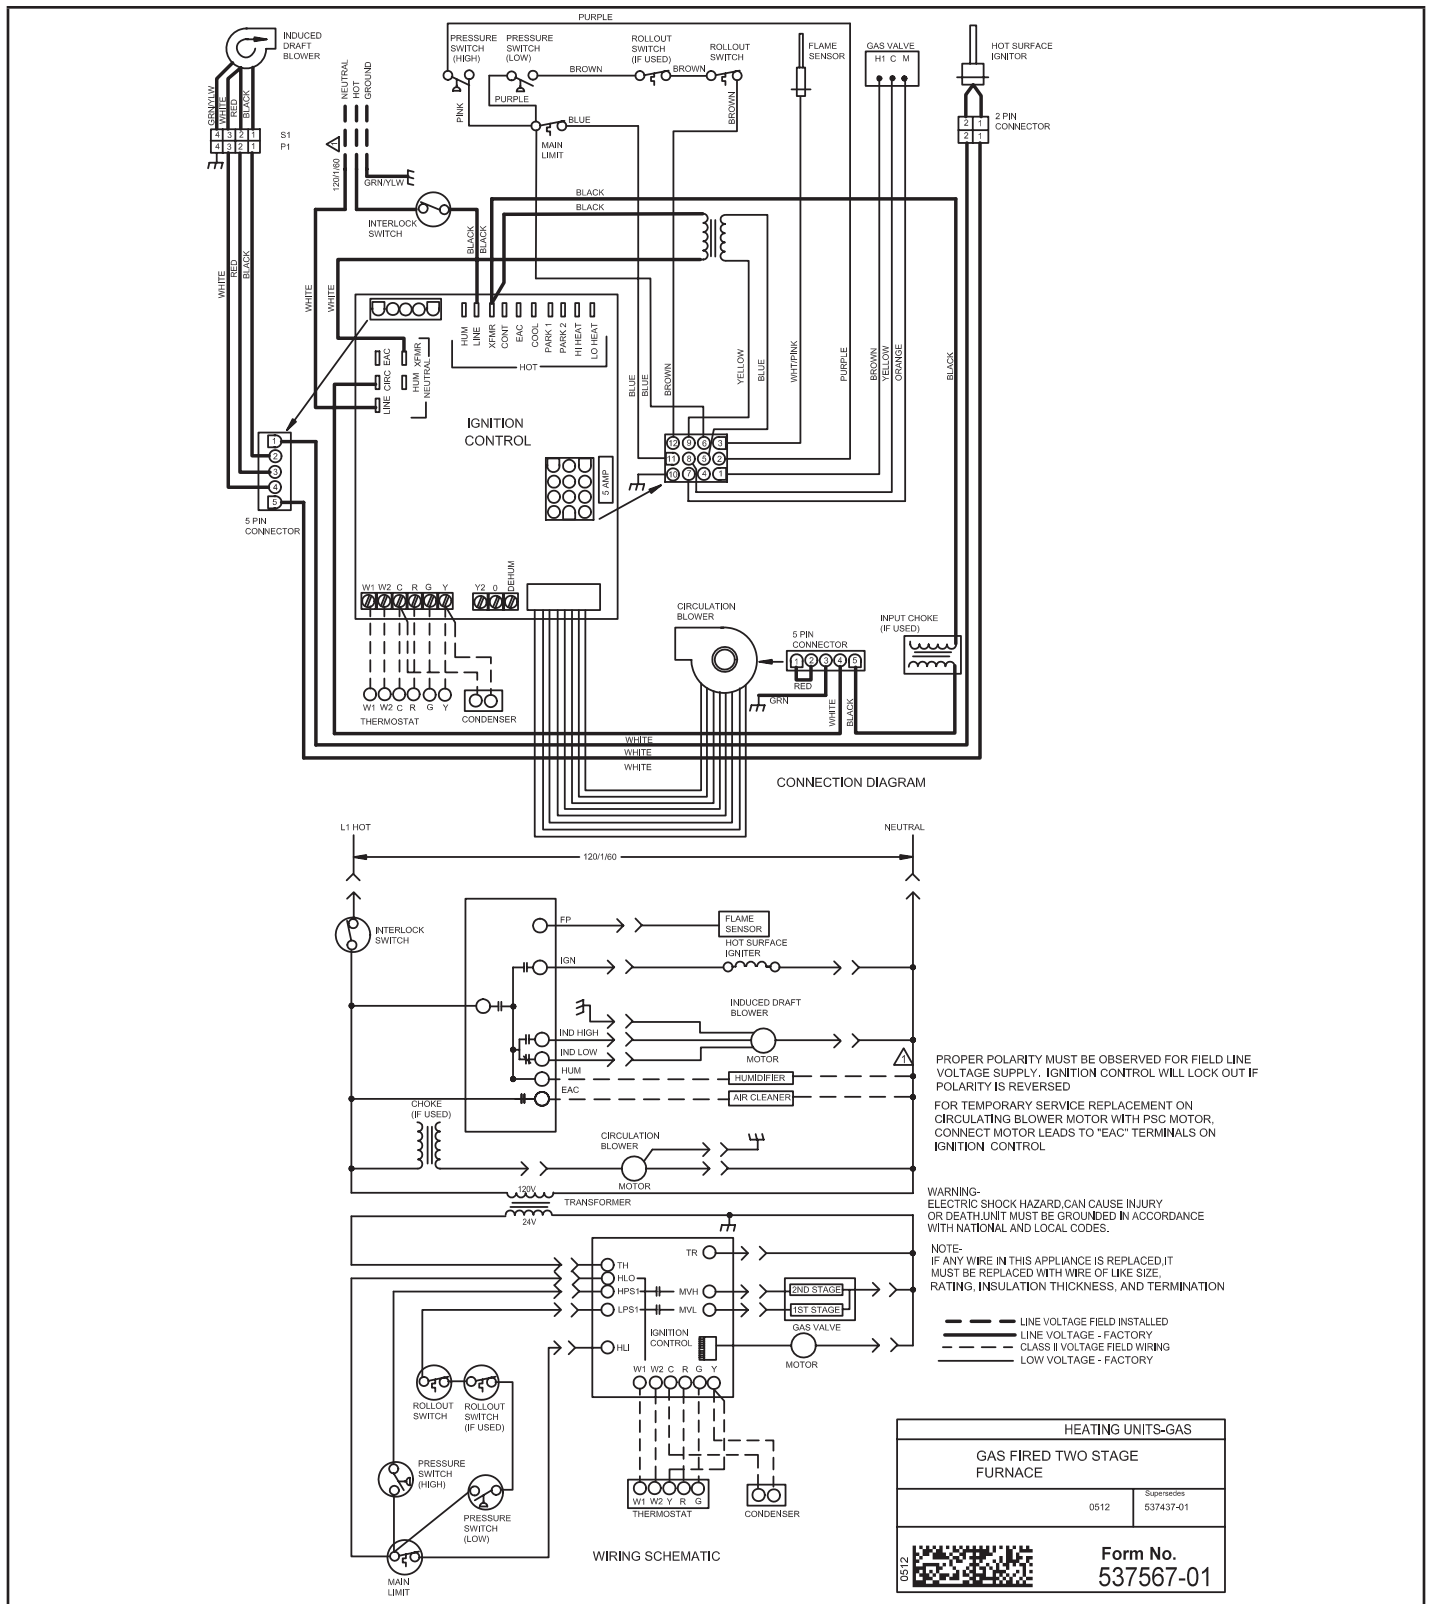 PURPLE
INDUCED
DRAFT
BLOWER
PRESSURE
SWITCH
(HIGH)
PRESSURE
SWITCH
(LOW)
ROLLOUT
SWITCH
(IF USED)
ROLLOUT
SWITCH
FLAME
SENSOR
GAS VALVE
H1 C M
HOT SURFACE
IGNITOR
NEUTRAL
HOT
GROUND
BROWN
BROWN
GRN/YLW
WHITE
RED
BLACK
PURPLE
PINK
BROWN
BLUE
MAIN
LIMIT
4 3 2 1
4 3 2 1
S1
P1
1
2 1
2 1
2 PIN
CONNECTOR
120/1/60
GRN/YLW
INTERLOCK
SWITCH
BLACK
BLACK
BLACK
BLACK
WHITE
RED
BLACK
WHITE
WHITE
HUM
LINE
XFMR
CONT
EAC
COOL
PARK 1
PARK 2
HI HEAT
LO HEAT
HOT
EAC
XFMR
CIRC
HUM
NEUTRAL
LINE
BLUE
BLUE
BROWN
YELLOW
BLUE
WHT/PINK
PURPLE
BROWN
YELLOW
ORANGE
BLACK
IGNITION
CONTROL
5 AMP
12 9 6 3
11 8 5 2
10 7 4 1
1
2
3
4
5
5 PIN
CONNECTOR
W1 W2 C R G Y
Y2 0 DEHUM
CIRCULATION
BLOWER
5 PIN
CONNECTOR
1 2 3 4 5
RED
GRN
WHITE
BLACK
INPUT CHOKE
(IF USED)
W1 W2 C R G Y
THERMOSTAT
CONDENSER
WHITE
WHITE
WHITE
CONNECTION DIAGRAM
L1 HOT
NEUTRAL
120/1/60
INTERLOCK
SWITCH
FP
FLAME
SENSOR
HOT SURFACE
IGNITER
IGN
INDUCED DRAFT
BLOWER
IND HIGH
IND LOW
MOTOR
HUM
HUMIDIFIER
EAC
AIR CLEANER
CHOKE
(IF USED)
CIRCULATION
BLOWER
MOTOR
120V
TRANSFORMER
24V
1
PROPER POLARITY MUST BE OBSERVED FOR FIELD LINE
VOLTAGE SUPPLY. IGNITION CONTROL WILL LOCK OUT IF
POLARITY IS REVERSED
FOR TEMPORARY SERVICE REPLACEMENT ON
CIRCULATING BLOWER MOTOR WITH PSC MOTOR,
CONNECT MOTOR LEADS TO "EAC" TERMINALS ON
IGNITION CONTROL
WARNING-
ELECTRIC SHOCK HAZARD,CAN CAUSE INJURY
OR DEATH.UNIT MUST BE GROUNDED IN ACCORDANCE
WITH NATIONAL AND LOCAL CODES.
NOTE-
IF ANY WIRE IN THIS APPLIANCE IS REPLACED,IT
MUST BE REPLACED WITH WIRE OF LIKE SIZE,
RATING, INSULATION THICKNESS, AND TERMINATION
LINE VOLTAGE FIELD INSTALLED
LINE VOLTAGE - FACTORY
CLASS II VOLTAGE FIELD WIRING
LOW VOLTAGE - FACTORY
TR
TH
HLO
HPS1
MVH
LPS1
MVL
HLI
2ND STAGE
1ST STAGE
GAS VALVE
IGNITION
CONTROL
MOTOR
W1 W2 C R G Y
ROLLOUT
SWITCH
ROLLOUT
SWITCH
(IF USED)
PRESSURE
SWITCH
(HIGH)
PRESSURE
SWITCH
(LOW)
MAIN
LIMIT
W1 W2 Y R G
THERMOSTAT
CONDENSER
WIRING SCHEMATIC
HEATING UNITS-GAS
GAS FIRED TWO STAGE
FURNACE
0512
Supersedes
537437-01
0512
Form No.
537567-01